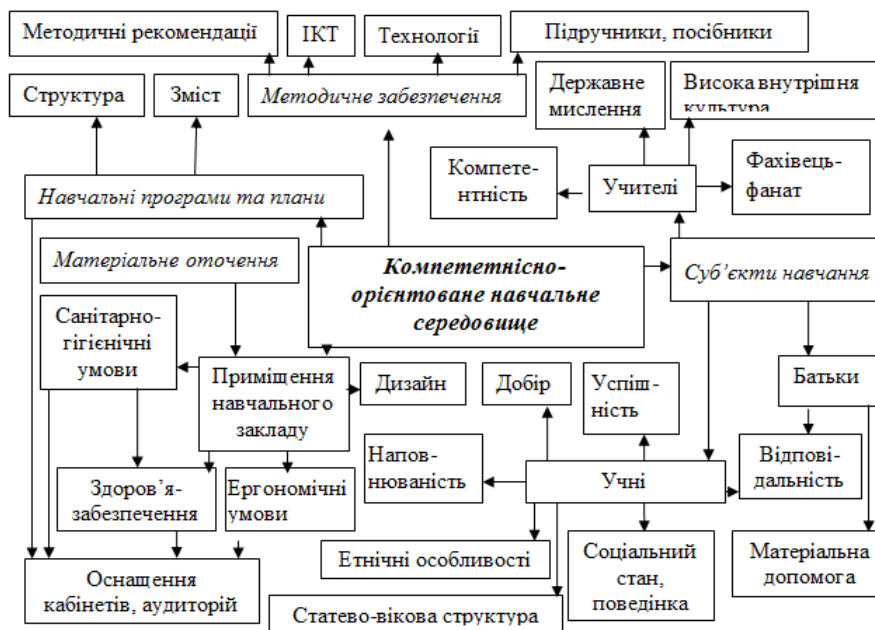 Методичні рекомендації
ІКТ
Технології
Підручники, посібники
Структура
Зміст
Методичне забезпечення
Державне
мислення
Висока внутрішня
культура
Компете-
нтність
Учителі
Фахівець-
фанат
Навчальні програми та плани
Матеріальне оточення
Компететнісно-
орієнтоване навчальне
середовище
Суб’єкти навчання
Санітарно-
гігієнічні
умови
Приміщення
навчального
закладу
Дизайн
Добір
Успіш-
ність
Батьки
Напов-
нюваність
Учні
Відпові-
дальність
Здоров’я-
забезпечення
Ергономічні
умови
Етнічні особливості
Соціальний
стан,
поведінка
Матеріальна
допомога
Оснащення
кабінетів, аудиторій
Статево-вікова структура